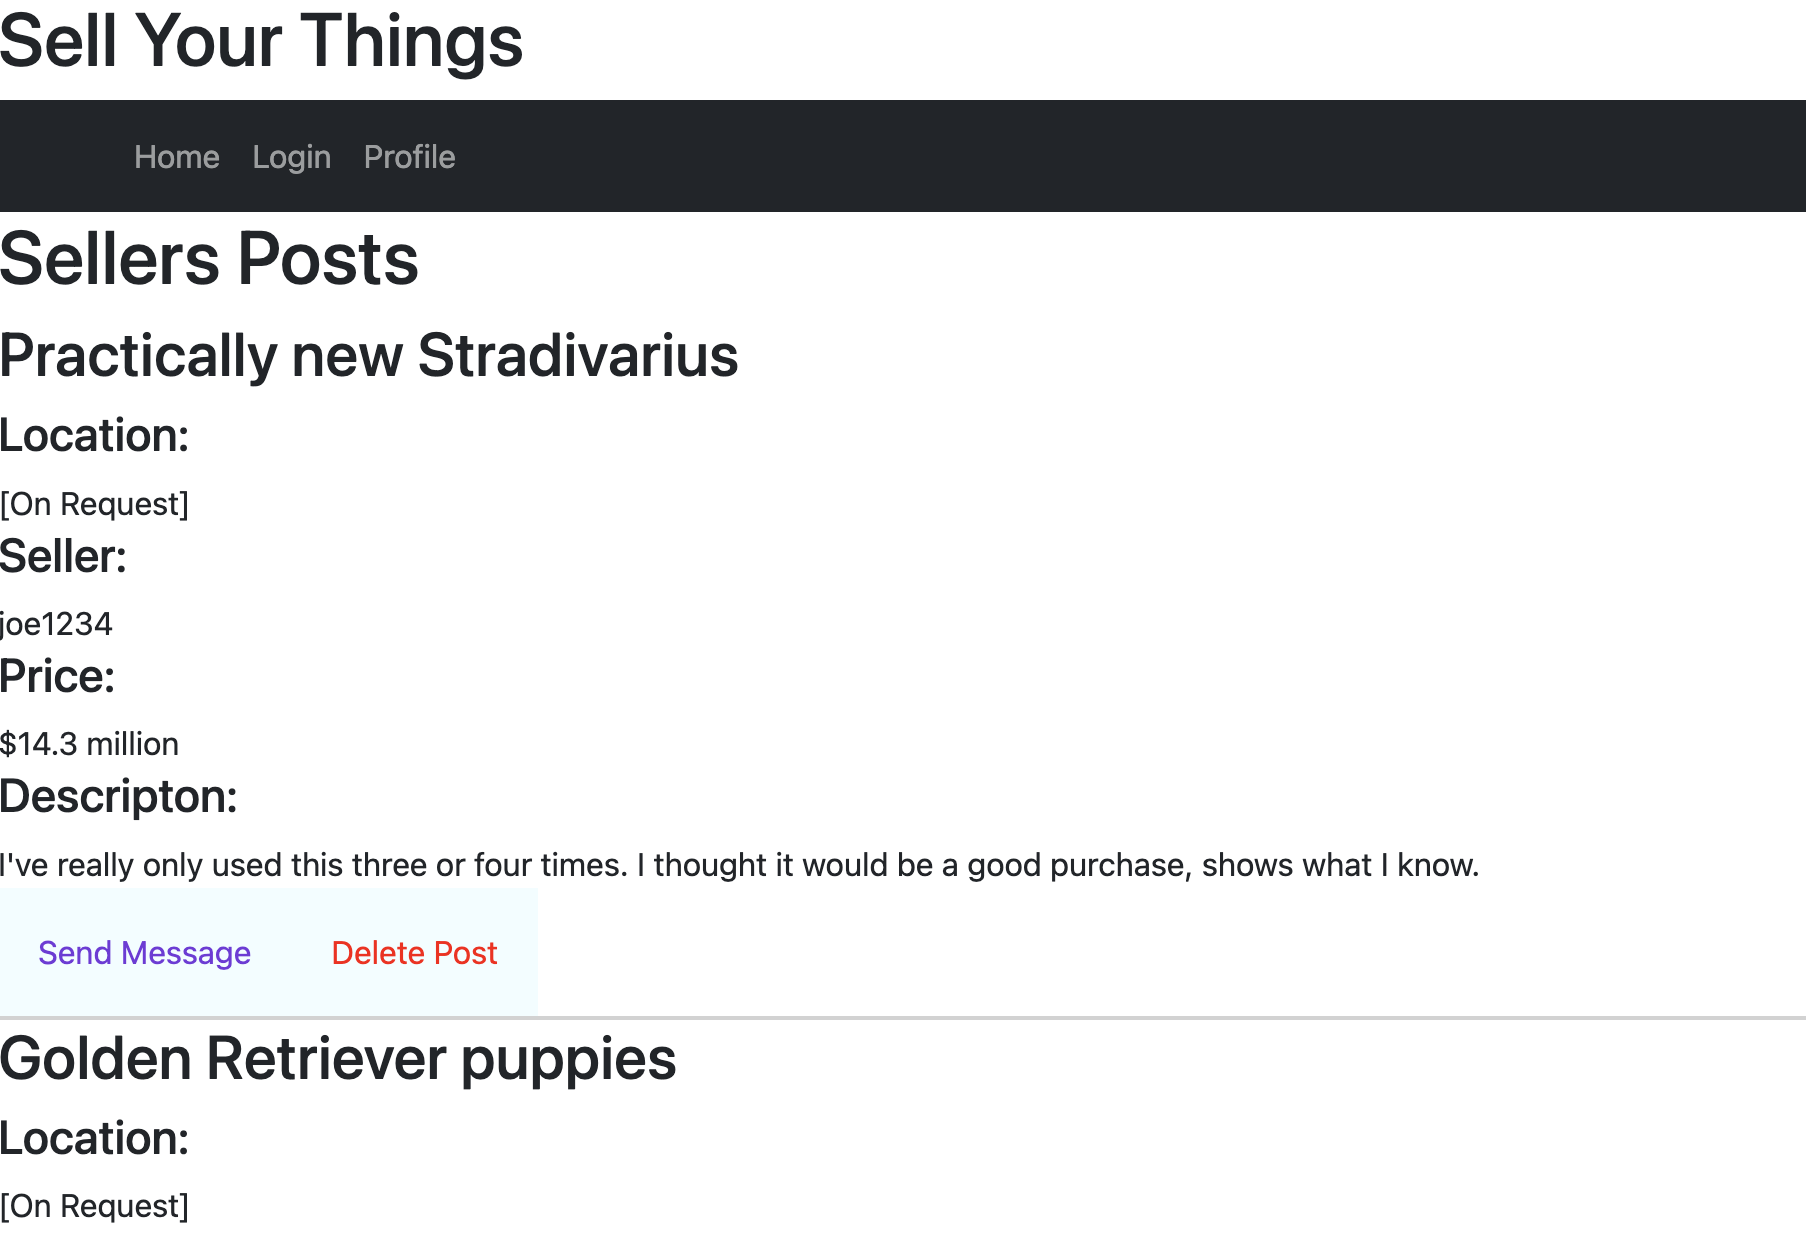 Sell Your Things
Home Login Profile
Sellers Posts
Practically new Stradivarius
Location:
[On Request]
Seller:
joe1234
Price:
$14.3 million
Descripton:
I've really only used this three or four times. I thought it would be a good purchase, shows what I know.
Send Message Delete Post
Golden Retriever puppies
Location:
[On Request]